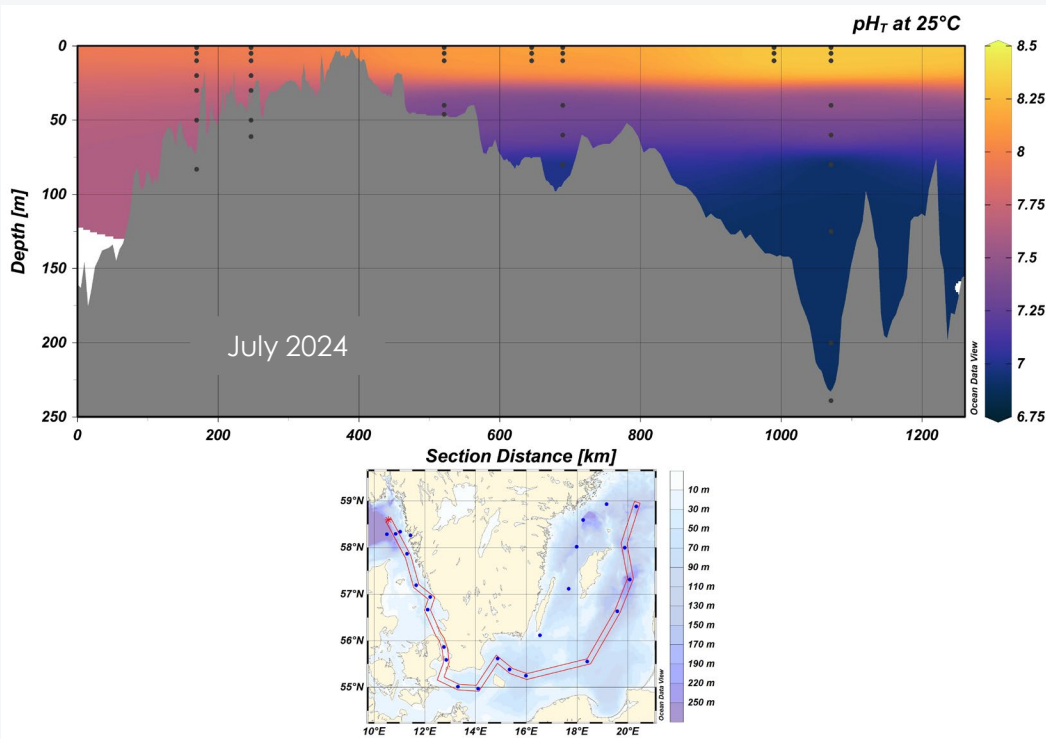 pH_T at 25°C
0
50
100
150
200
250
Depth [m]
July 2024
Ocean Data View
8.5
8.25
8
7.75
7.5
7.25
7
6.75
0
200
400
600
800
1000
1200
Section Distance [km]
59°N
58°N
57°N
56°N
55°N
10°E
12°E
14°E
16°E
18°E
20°E
Ocean Data View
10 m
30 m
50 m
70 m
90 m
110 m
130 m
150 m
170 m
190 m
220 m
250 m